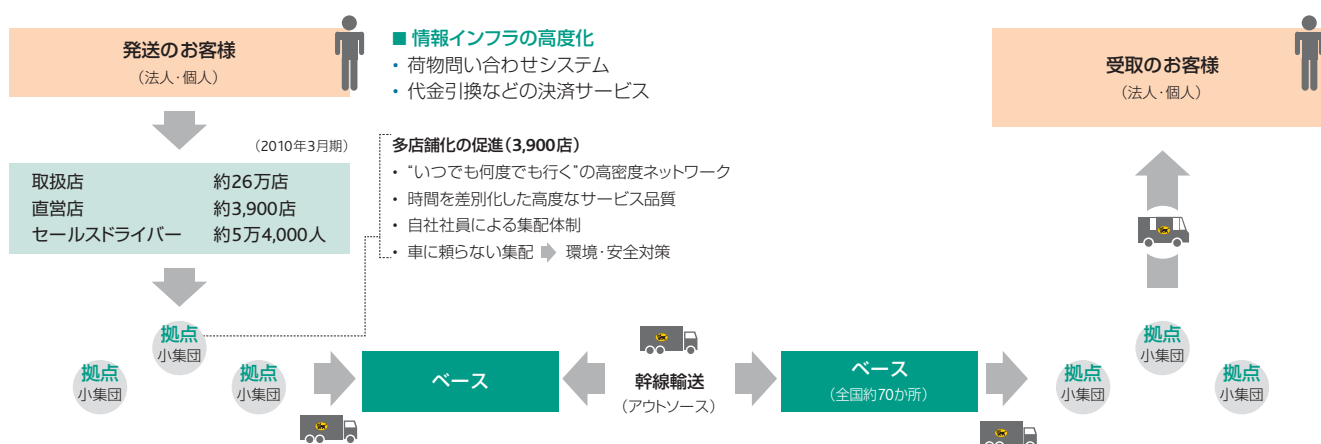 発送のお客様
（法人・個人）
■ 情報インフラの高度化
・ 荷物問い合わせシステム
・ 代金引換などの決済サービス
受取のお客様
（法人・個人）
（2010年3月期）
取扱店 約26万店
直営店 約3,900店
セールスドライバー 約5万4,000人
多店舗化の促進（3,900店）
・ “いつでも何度でも行く”の高密度ネットワーク
・ 時間を差別化した高度なサービス品質
・ 自社社員による集配体制
・ 車に頼らない集配 環境・安全対策
拠点
小集団
拠点
小集団
拠点
小集団
ベース
幹線輸送
（アウトソース）
ベース
（全国約70か所）
拠点
小集団
拠点
小集団
拠点
小集団